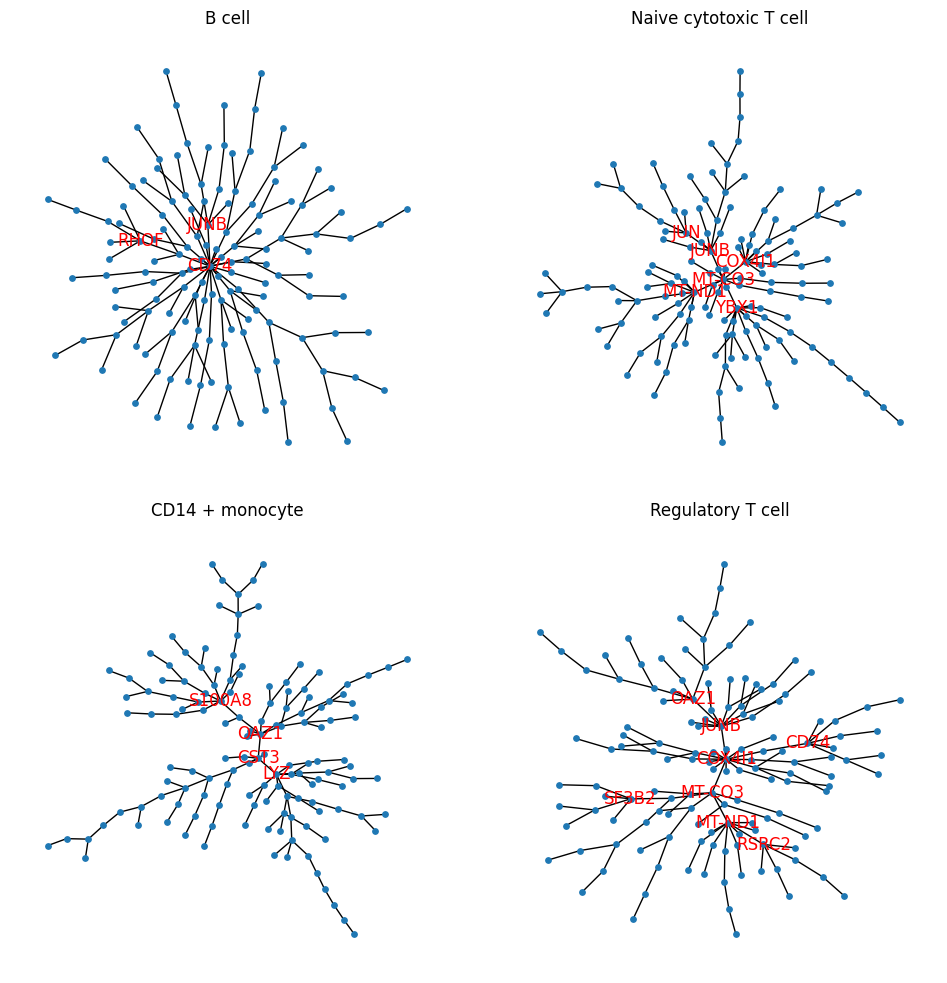 B cell
Naive cytotoxic T cell
JUNB
RHOF
CD74
JUN
JUNB
COX4I1
MT-CO3
MT-ND1
YBX1
CD14 + monocyte
Regulatory T cell
S100A8
OAZ1
CST3
LYZ
OAZ1
JUNB
CD74
COX4I1
MT-CO3
SF3B2
MT-ND1
RSRC2